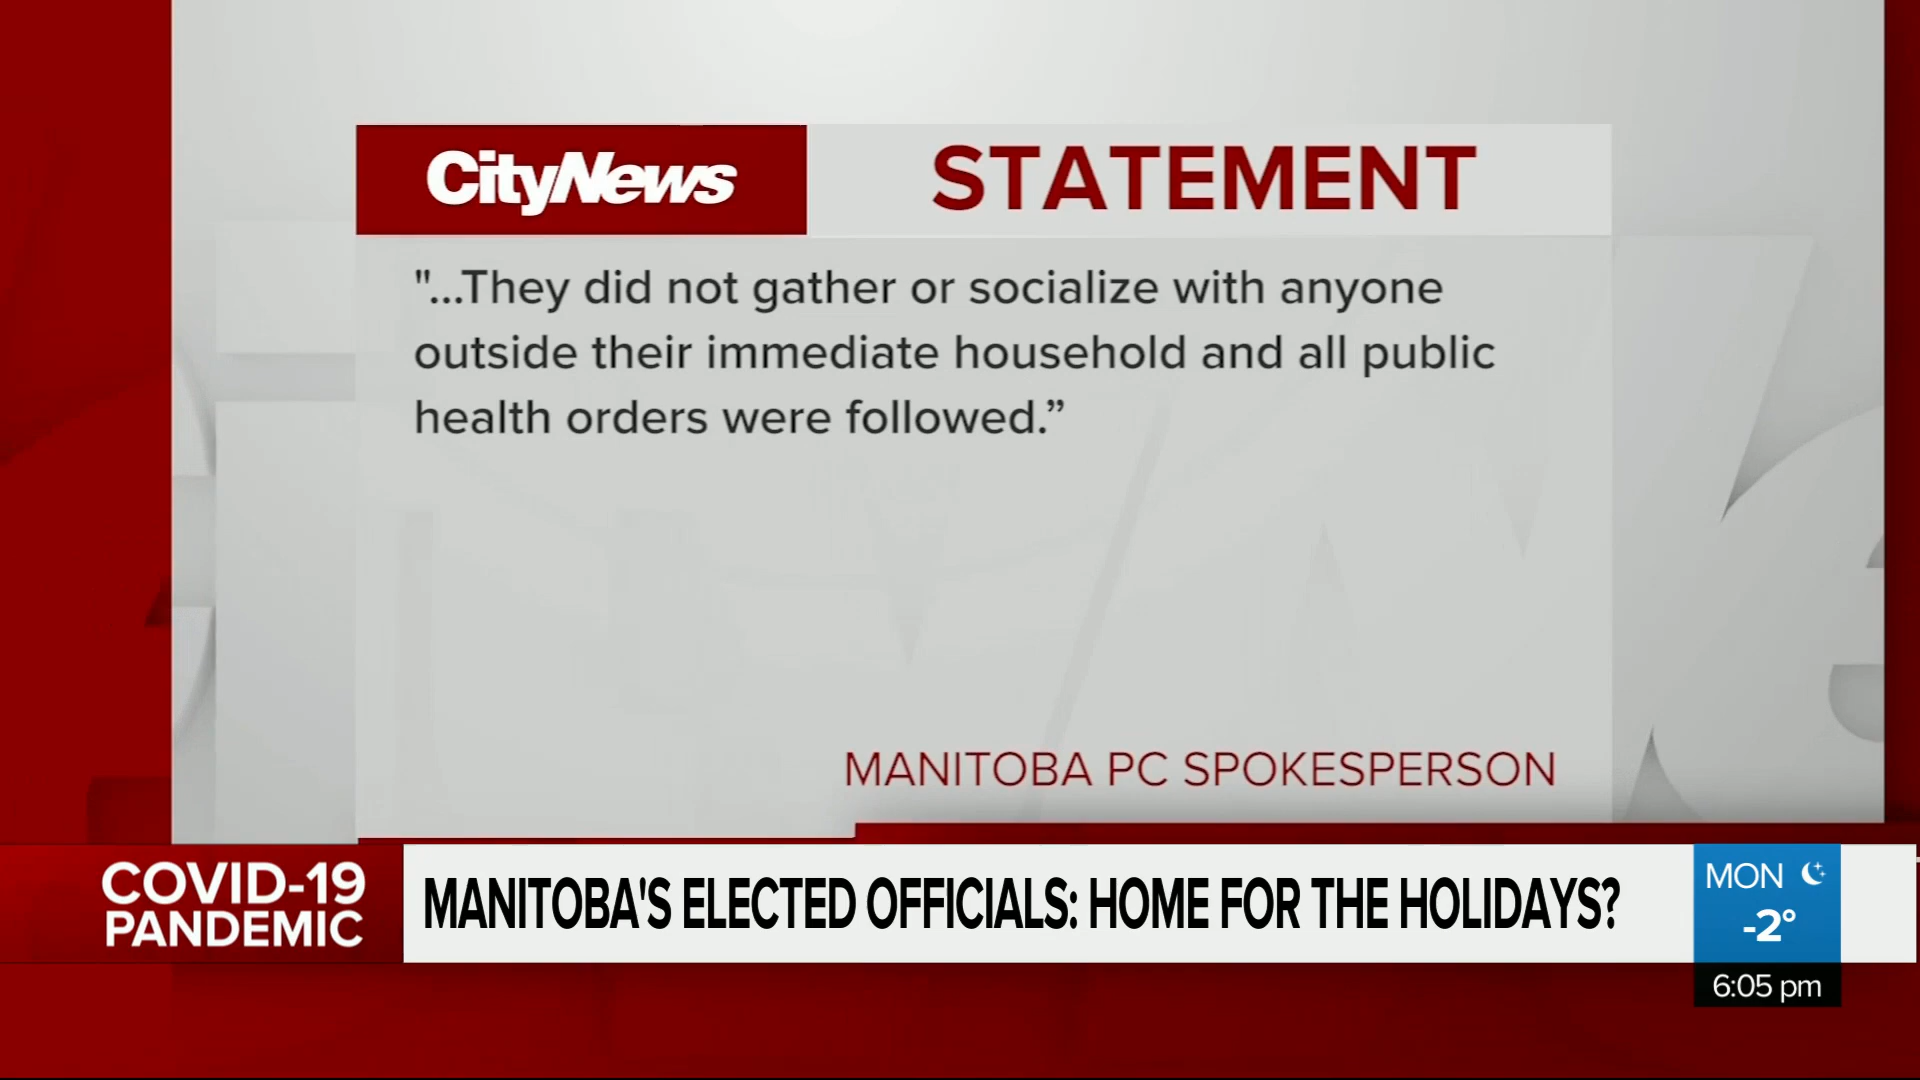 CityNews STATEMENT
"...They did not gather or socialize with anyone
outside their immediate household and all public
health orders were followed.”
MANITOBA PC SPOKESPERSON
COVID-19
PANDEMIC
MANITOBA'S ELECTED OFFICIALS: HOME FOR THE HOLIDAYS?
MON
-2°
6:05 pm